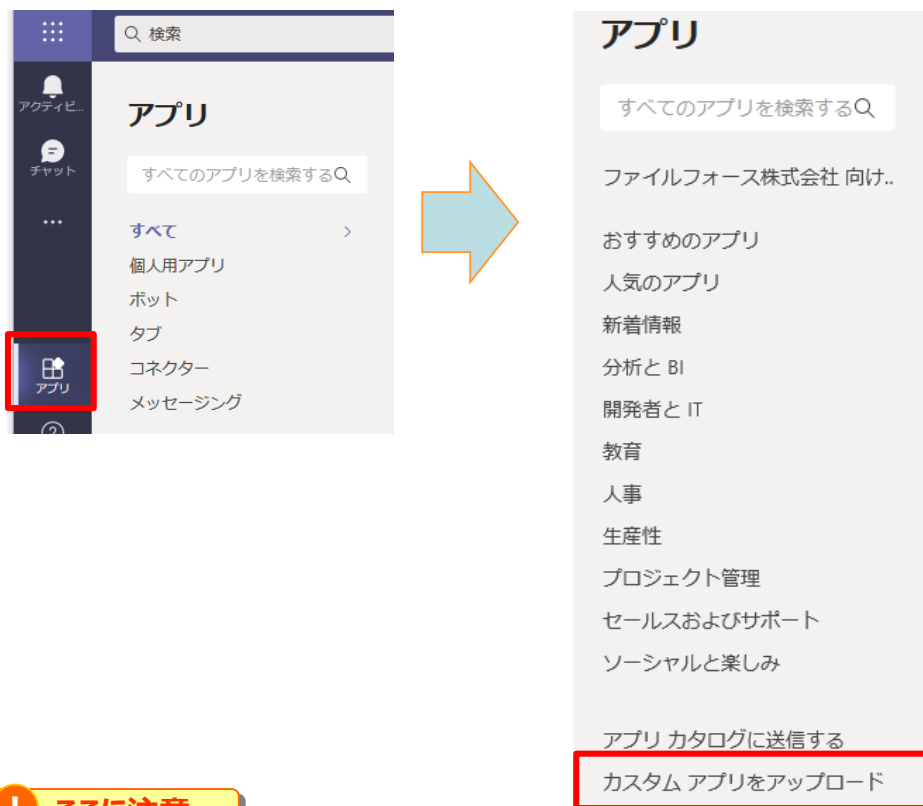 検索
アクティビ...
チャット
...
アプリ
アプリ
すべてのアプリを検索する
すべて
個人用アプリ
ボット
タブ
コネクター
メッセージング
アプリ
すべてのアプリを検索する
ファイルフォース株式会社 向け..
おすすめのアプリ
人気のアプリ
新着情報
分析と BI
開発者と IT
教育
人事
生産性
プロジェクト管理
セールスおよびサポート
ソーシャルと楽しみ
アプリ カタログに送信する
カスタム アプリをアップロード
! ここに注意